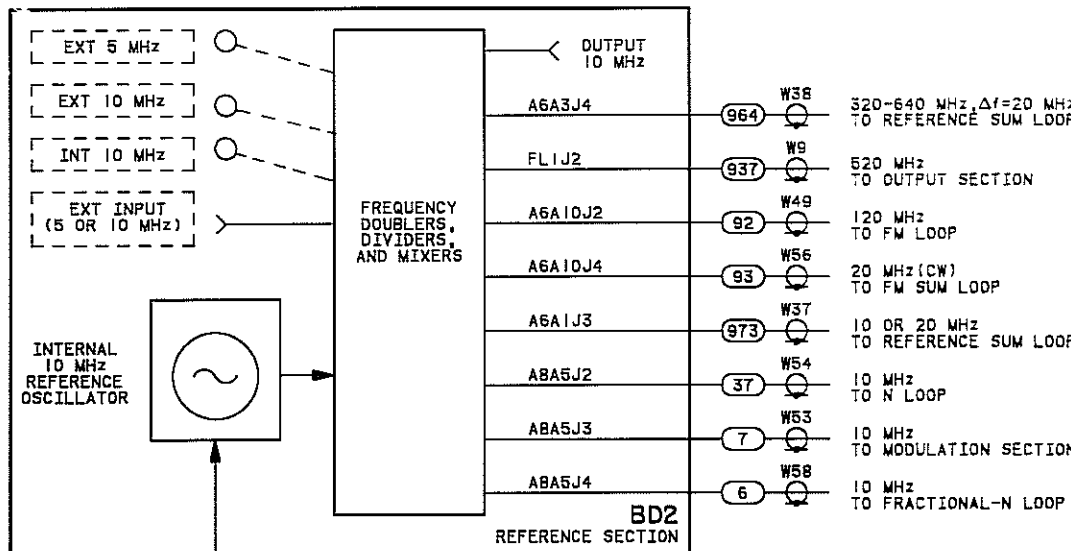 EXT 5 MHz
EXT 10 MHz
INT 10 MHz
EXT INPUT
(5 OR 10 MHz)
INTERNAL
10 MHz
REFERENCE
OSCILLATOR
FREQUENCY
DOUBLERS,
DIVIDERS,
AND MIXERS
OUTPUT
10 MHz
A6A3J4
964
W38
320-640 MHz,Δf=20 MHz
TO REFERENCE SUM LOOP
FL1J2
937
W9
520 MHz
TO OUTPUT SECTION
A6A10J2
92
W49
120 MHz
TO FM LOOP
A6A10J4
93
W56
20 MHz(CW)
TO FM SUM LOOP
A6A1J3
973
W37
10 OR 20 MHz
TO REFERENCE SUM LOOP
A8A5J2
37
W54
10 MHz
TO N LOOP
A8A5J3
7
W53
10 MHz
TO MODULATION SECTION
A8A5J4
6
W58
10 MHz
TO FRACTIONAL-N LOOP
BD2
REFERENCE SECTION